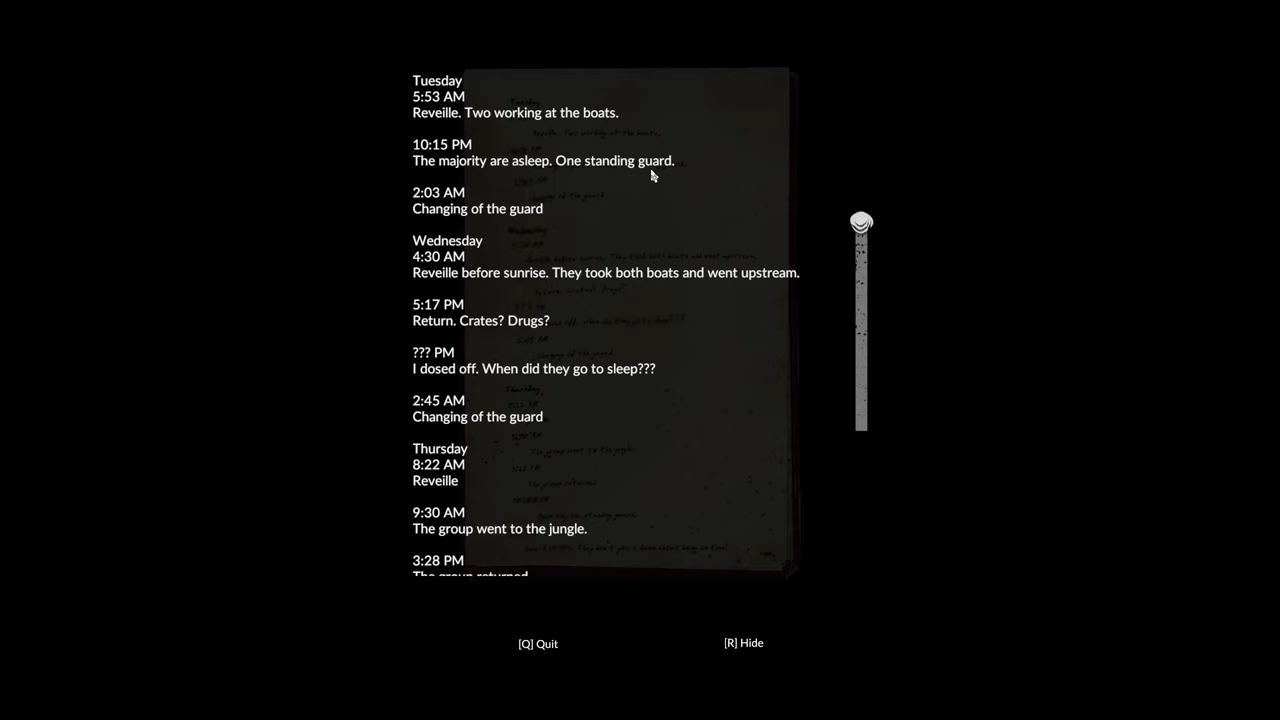 Tuesday
5:53 AM
Reveille. Two working at the boats.
10:15 PM
The majority are asleep. One standing guard.
2:03 AM
Changing of the guard
Wednesday
4:30 AM
Reveille before sunrise. They took both boats and went upstream.
5:17 PM
Return. Crates? Drugs?
??? PM
I dosed off. When did they go to sleep???
2:45 AM
Changing of the guard
Thursday
8:22 AM
Reveille
9:30 AM
The group went to the jungle.
3:28 PM
The group returned
[Q] Quit
[R] Hide